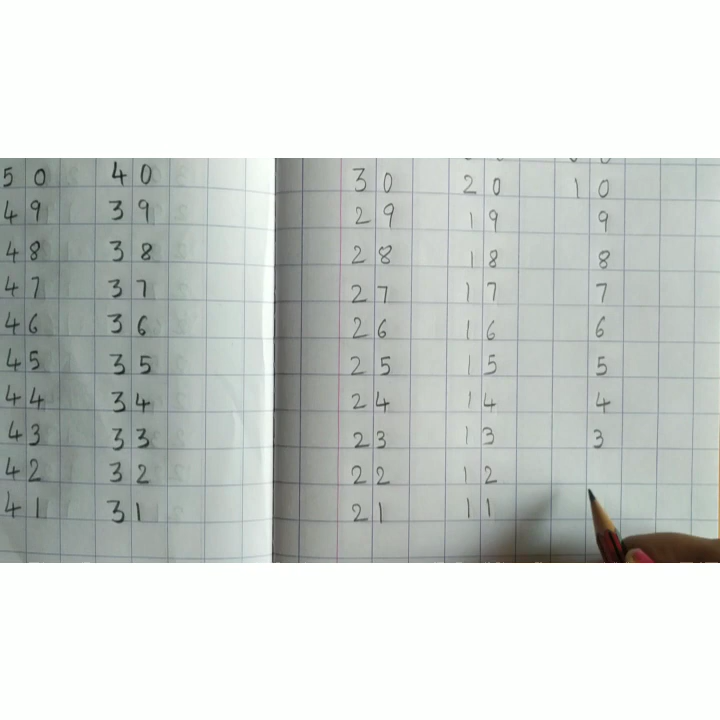 50 40 30 20 10
49 39 29 19 9
48 38 28 18 8
47 37 27 17 7
46 36 26 16 6
45 35 25 15 5
44 34 24 14 4
43 33 23 13 3
42 32 22 12
41 31 21 11